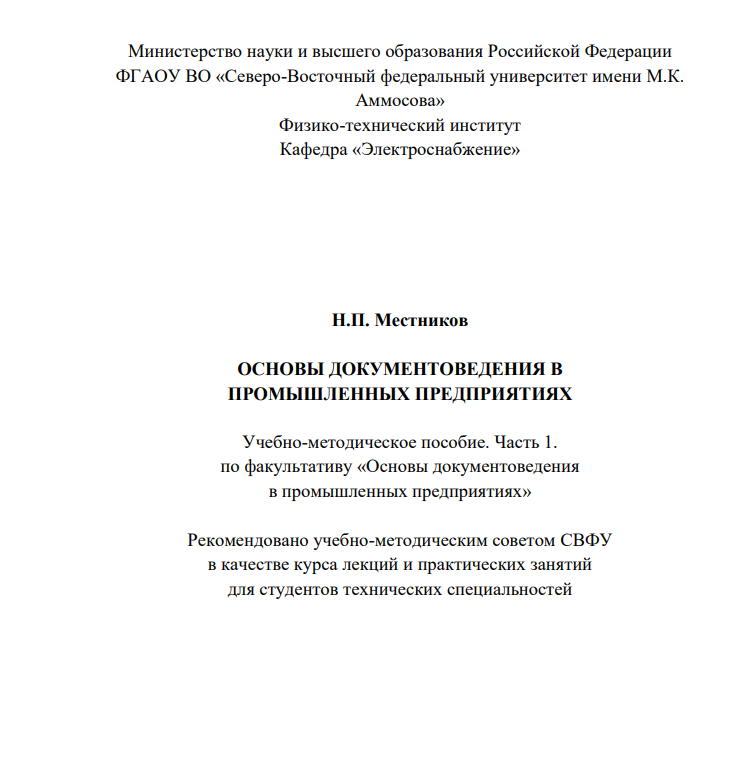 Министерство науки и высшего образования Российской Федерации
ФГАОУ ВО «Северо-Восточный федеральный университет имени М.К.
Аммосова»
Физико-технический институт
Кафедра «Электроснабжение»
Н.П. Местников
ОСНОВЫ ДОКУМЕНТОВЕДЕНИЯ В
ПРОМЫШЛЕННЫХ ПРЕДПРИЯТИЯХ
Учебно-методическое пособие. Часть 1.
по факультативу «Основы документоведения
в промышленных предприятиях»
Рекомендовано учебно-методическим советом СВФУ
в качестве курса лекций и практических занятий
для студентов технических специальностей